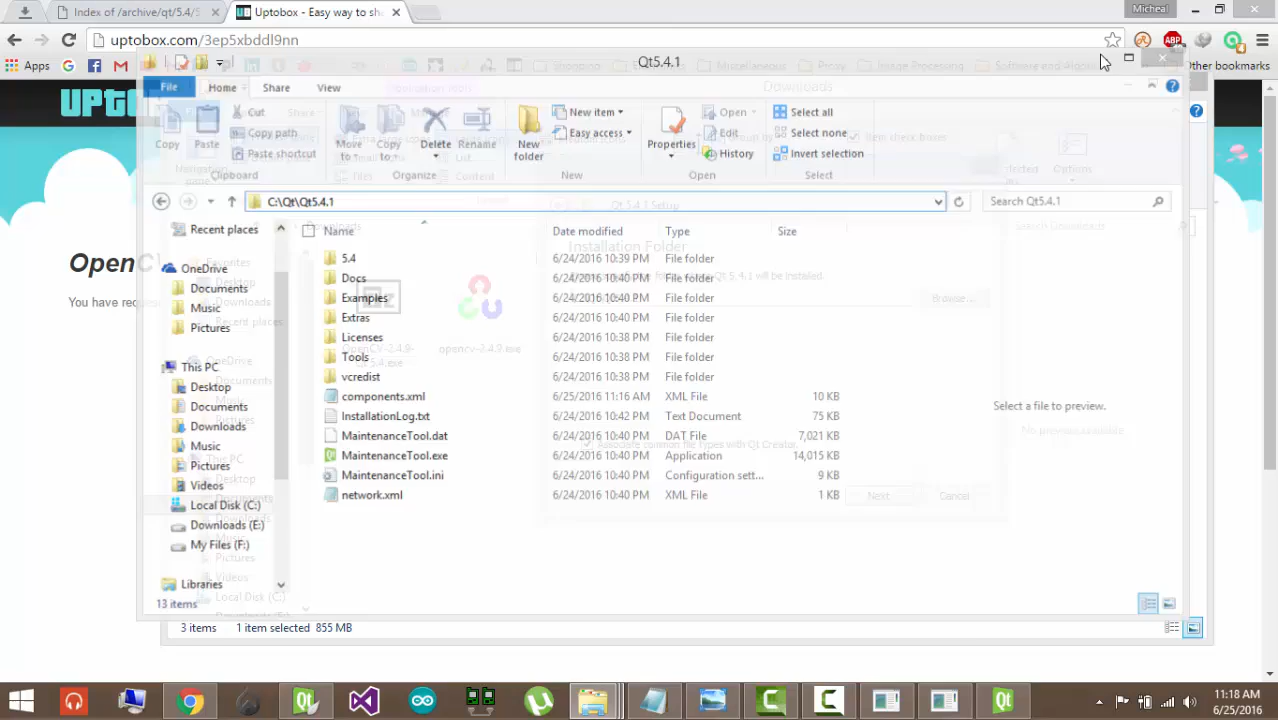 Index of /archive/qt/5.4/5
Uptobox - Easy way to sh
Micheal
uptobox.com/3ep5xbddl9nn
Apps
Other bookmarks
Qt5.4.1
File
Home
Share
View
Downloads
Copy
Paste
Cut
Copy path
Paste shortcut
Clipboard
Move to
Copy to
Delete
Rename
Organize
New folder
New item
Easy access
New
Properties
Open
Edit
History
Open
Select all
Select none
Invert selection
Select
Options
C:\Qt\Qt5.4.1
Search Qt5.4.1
Name
Date modified
Type
Size
5.4 6/24/2016 10:39 PM File folder
Docs 6/24/2016 10:40 PM File folder
Examples 6/24/2016 10:40 PM File folder
Extras 6/24/2016 10:40 PM File folder
Licenses 6/24/2016 10:38 PM File folder
Tools 6/24/2016 10:38 PM File folder
vcredist 6/24/2016 10:38 PM File folder
components.xml 6/25/2016 11:16 AM XML File 10 KB
InstallationLog.txt 6/24/2016 10:42 PM Text Document 75 KB
MaintenanceTool.dat 6/24/2016 10:40 PM DAT File 7,021 KB
MaintenanceTool.exe 6/24/2016 10:40 PM Application 14,015 KB
MaintenanceTool.ini 6/24/2016 10:40 PM Configuration sett... 9 KB
network.xml 6/24/2016 10:40 PM XML File 1 KB
Recent places
OneDrive
Documents
Music
Pictures
This PC
Desktop
Documents
Downloads
Music
Pictures
Videos
Local Disk (C:)
Downloads (E:)
My Files (F:)
Libraries
13 items
Select a file to preview.
Qt 5.4.1 Setup
Installation Folder
Browse...
Associate common file types with Qt Creator.
Next
Cancel
opencv-2.4.9.exe
OpenC
You have req
3 items 1 item selected 855 MB
11:18 AM
6/25/2016